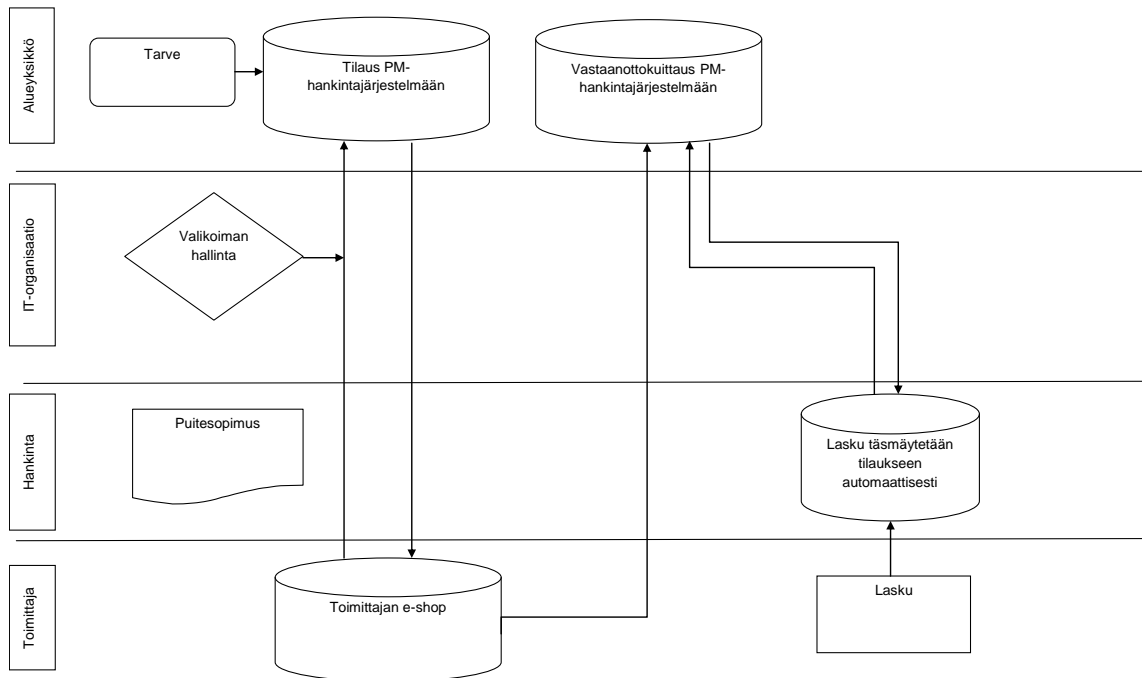 Alueyksikkö
Tarve
Tilaus PM-
hankintajärjestelmään
Vastaanottokuittaus PM-
hankintajärjestelmään
IT-organisaatio
Valikoiman
hallinta
Hankinta
Puitesopimus
Lasku täsmäytetään
tilaukseen
automaattisesti
Toimittaja
Toimittajan e-shop
Lasku